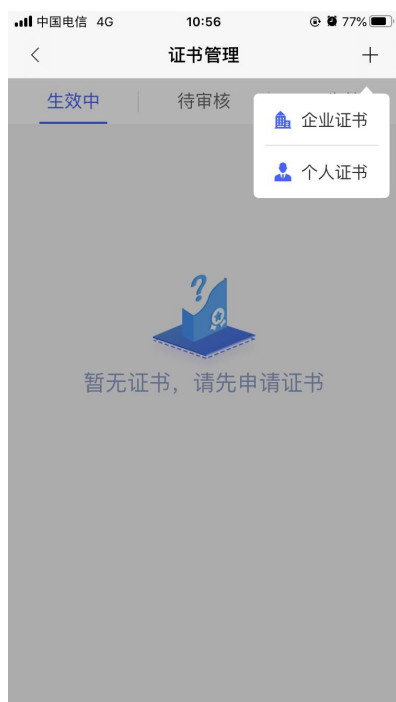 中国电信 4G 10:56 77%
证书管理
生效中 待审核
企业证书
个人证书
暂无证书，请先申请证书